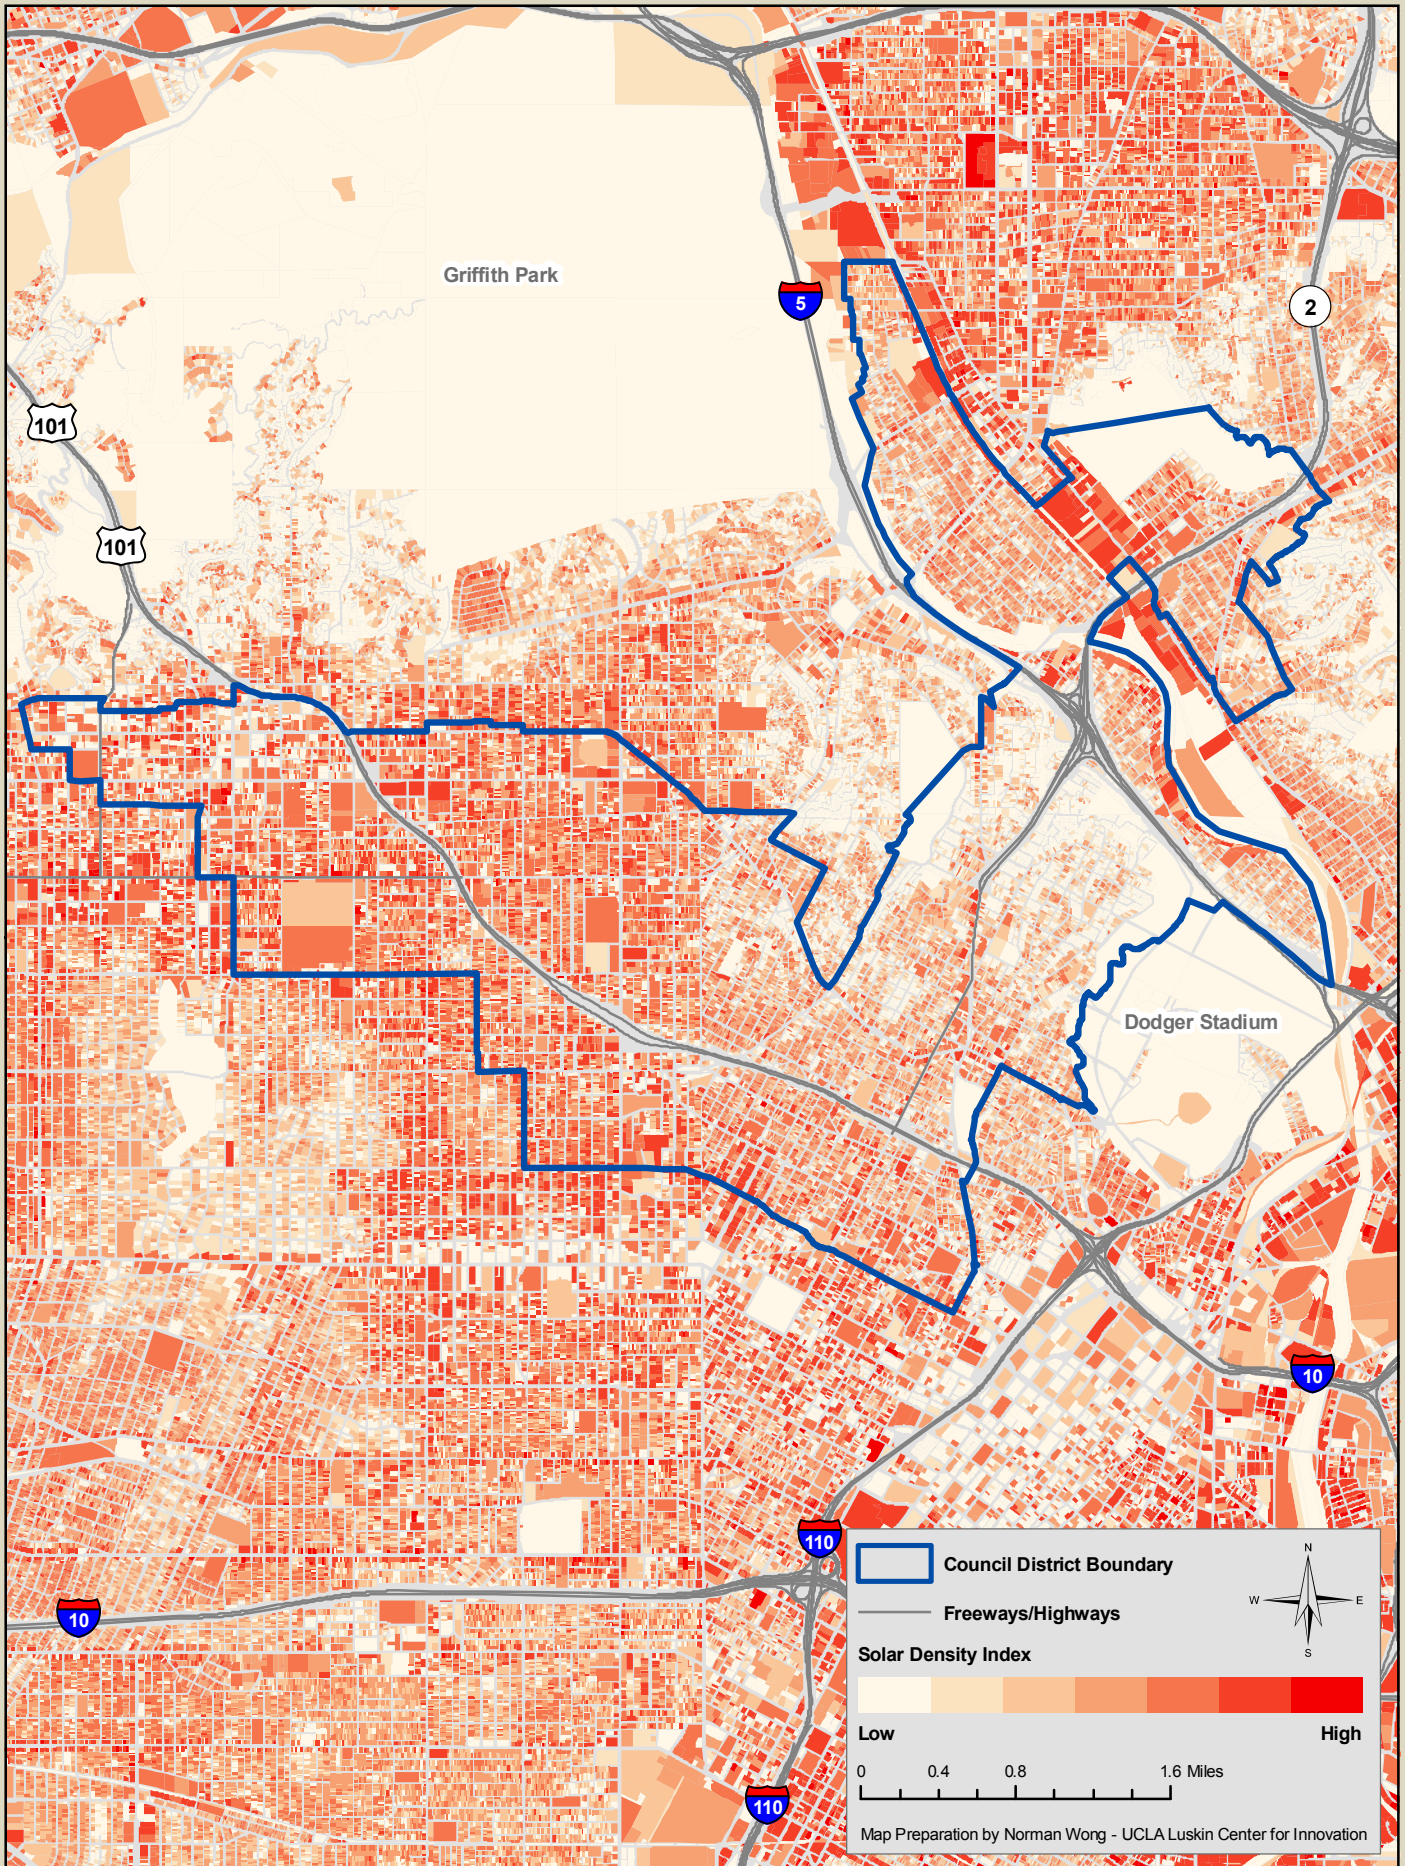 Griffith Park
5
2
101
101
Dodger Stadium
10
110
10
110
Council District Boundary
Freeways/Highways
N
W
E
S
Solar Density Index
Low
High
0
0.4
0.8
1.6 Miles
Map Preparation by Norman Wong - UCLA Luskin Center for Innovation